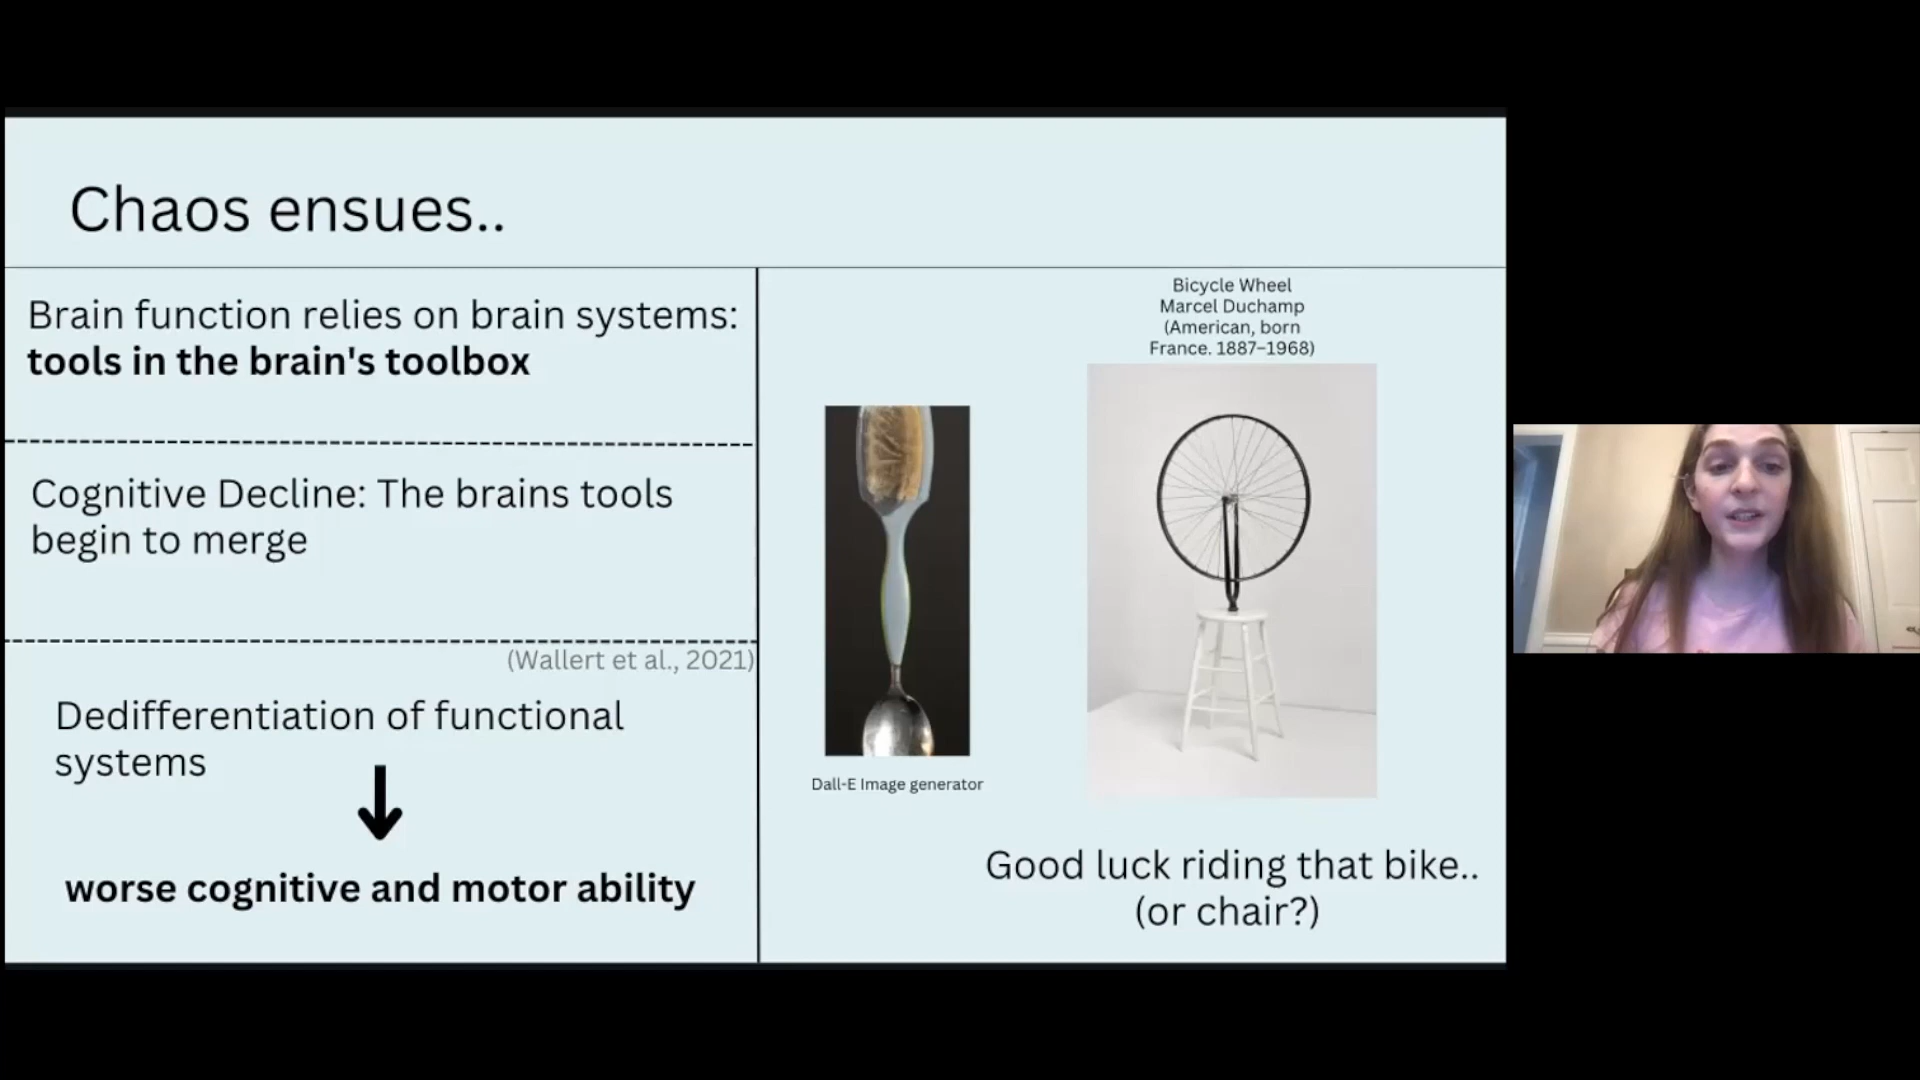 Chaos ensues..
Brain function relies on brain systems:
tools in the brain's toolbox
Cognitive Decline: The brains tools
begin to merge
(Wallert et al., 2021)
Dedifferentiation of functional
systems
worse cognitive and motor ability
Bicycle Wheel
Marcel Duchamp
(American, born
France. 1887–1968)
Dall-E Image generator
Good luck riding that bike..
(or chair?)